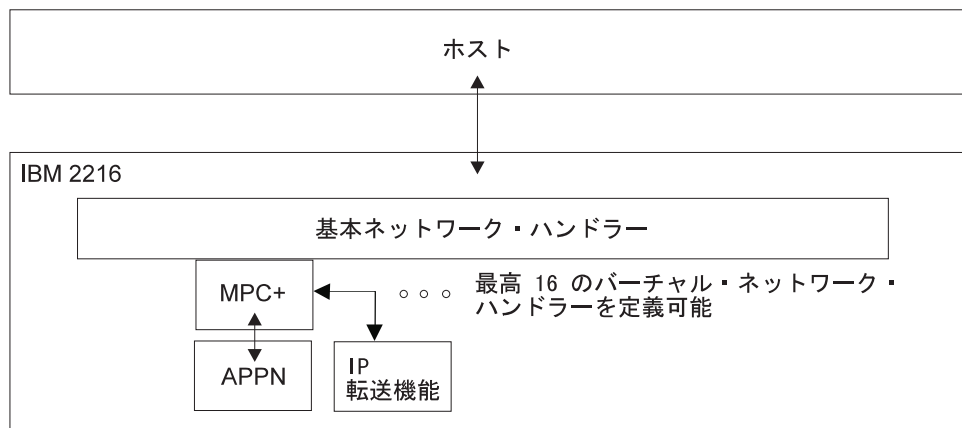 ホスト
IBM 2216
基本ネットワーク・ハンドラー
MPC+
○ ○ ○ 最高 16 のバーチャル・ネットワーク・
ハンドラーを定義可能
APPN
IP
転送機能